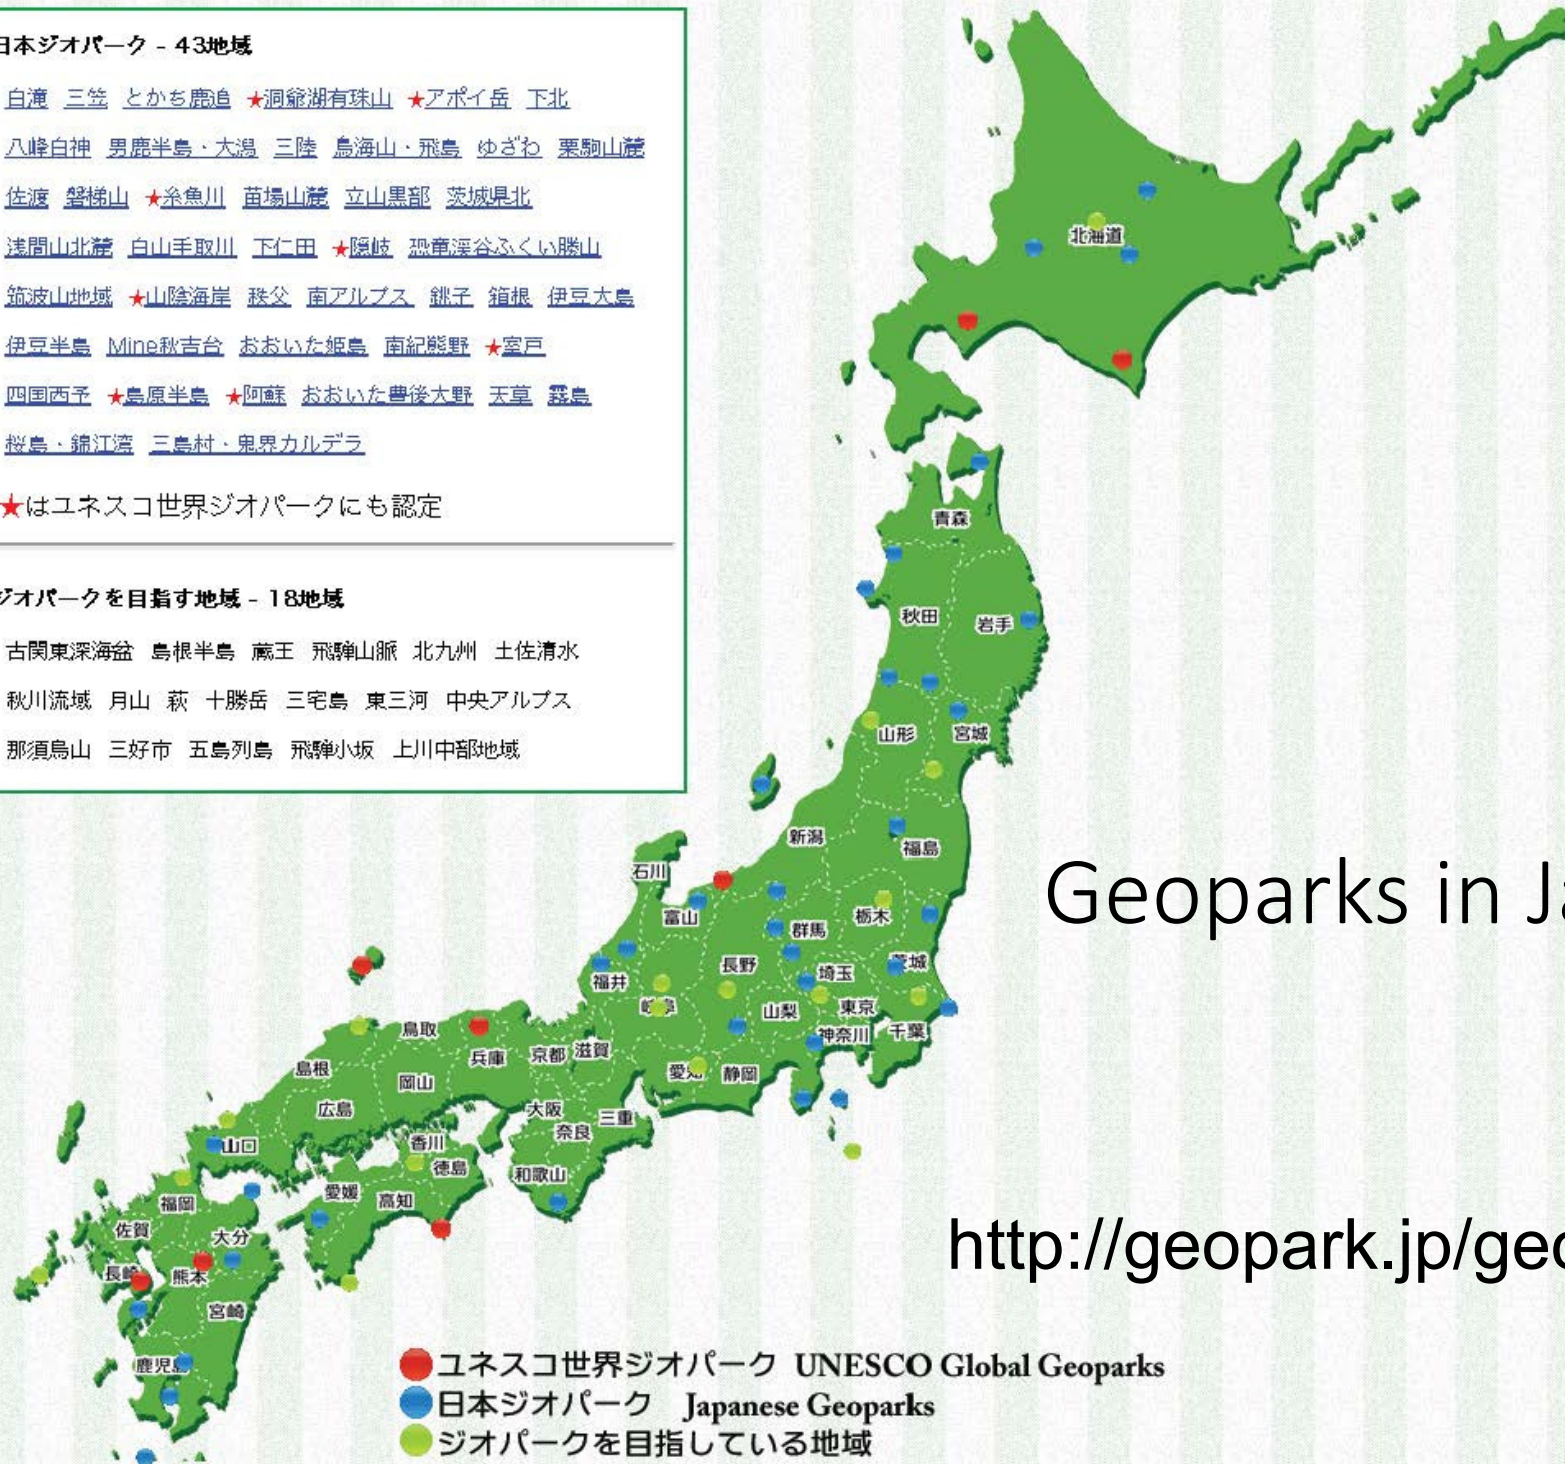 日本ジオパーク - 43地域
白滝 三笠 とかち鹿追 ★洞爺湖有珠山 ★アポイ岳 下北
八峰白神 男鹿半島・大潟 三陸 鳥海山・飛島 ゆざわ 栗駒山麓
佐渡 磐梯山 ★糸魚川 苗場山麓 立山黒部 茨城県北
浅間山北麓 白山手取川 下仁田 ★隠岐 恐竜渓谷ふくい勝山
筑波山地域 ★山陰海岸 秩父 南アルプス 銚子 箱根 伊豆大島
伊豆半島 Mine秋吉台 おおいた姫島 南紀熊野 ★室戸
四国西予 ★島原半島 ★阿蘇 おおいた豊後大野 天草 霧島
桜島・錦江湾 三島村・鬼界カルデラ
★はユネスコ世界ジオパークにも認定
ジオパークを目指す地域 - 18地域
古関東深海盆 島根半島 蔵王 飛騨山脈 北九州 土佐清水
秋川流域 月山 萩 十勝岳 三宅島 東三河 中央アルプス
那須烏山 三好市 五島列島 飛騨小坂 上川中部地域
北海道
青森
秋田
岩手
山形
宮城
新潟
福島
石川
富山
群馬
栃木
長野
埼玉
茨城
福井
岐阜
山梨
東京
神奈川
千葉
鳥取
兵庫
京都
滋賀
愛知
静岡
島根
岡山
広島
大阪
三重
奈良
山口
香川
徳島
和歌山
愛媛
高知
福岡
佐賀
大分
長崎
熊本
宮崎
鹿児島
Geoparks in Ja
http://geopark.jp/geo
ユネスコ世界ジオパーク UNESCO Global Geoparks
日本ジオパーク Japanese Geoparks
ジオパークを目指している地域